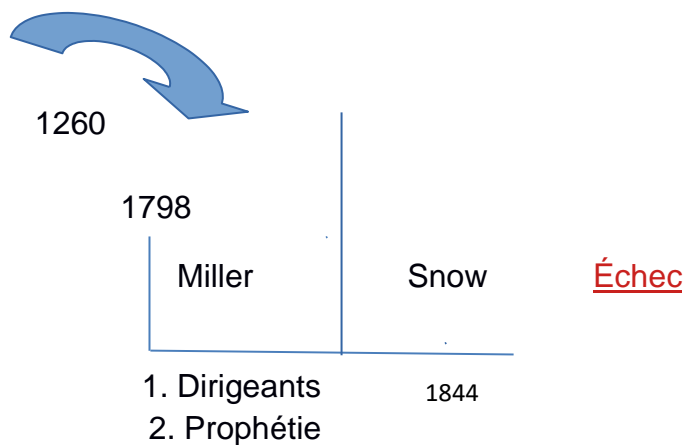 1260
1798
Miller Snow Échec
1. Dirigeants 1844
2. Prophétie